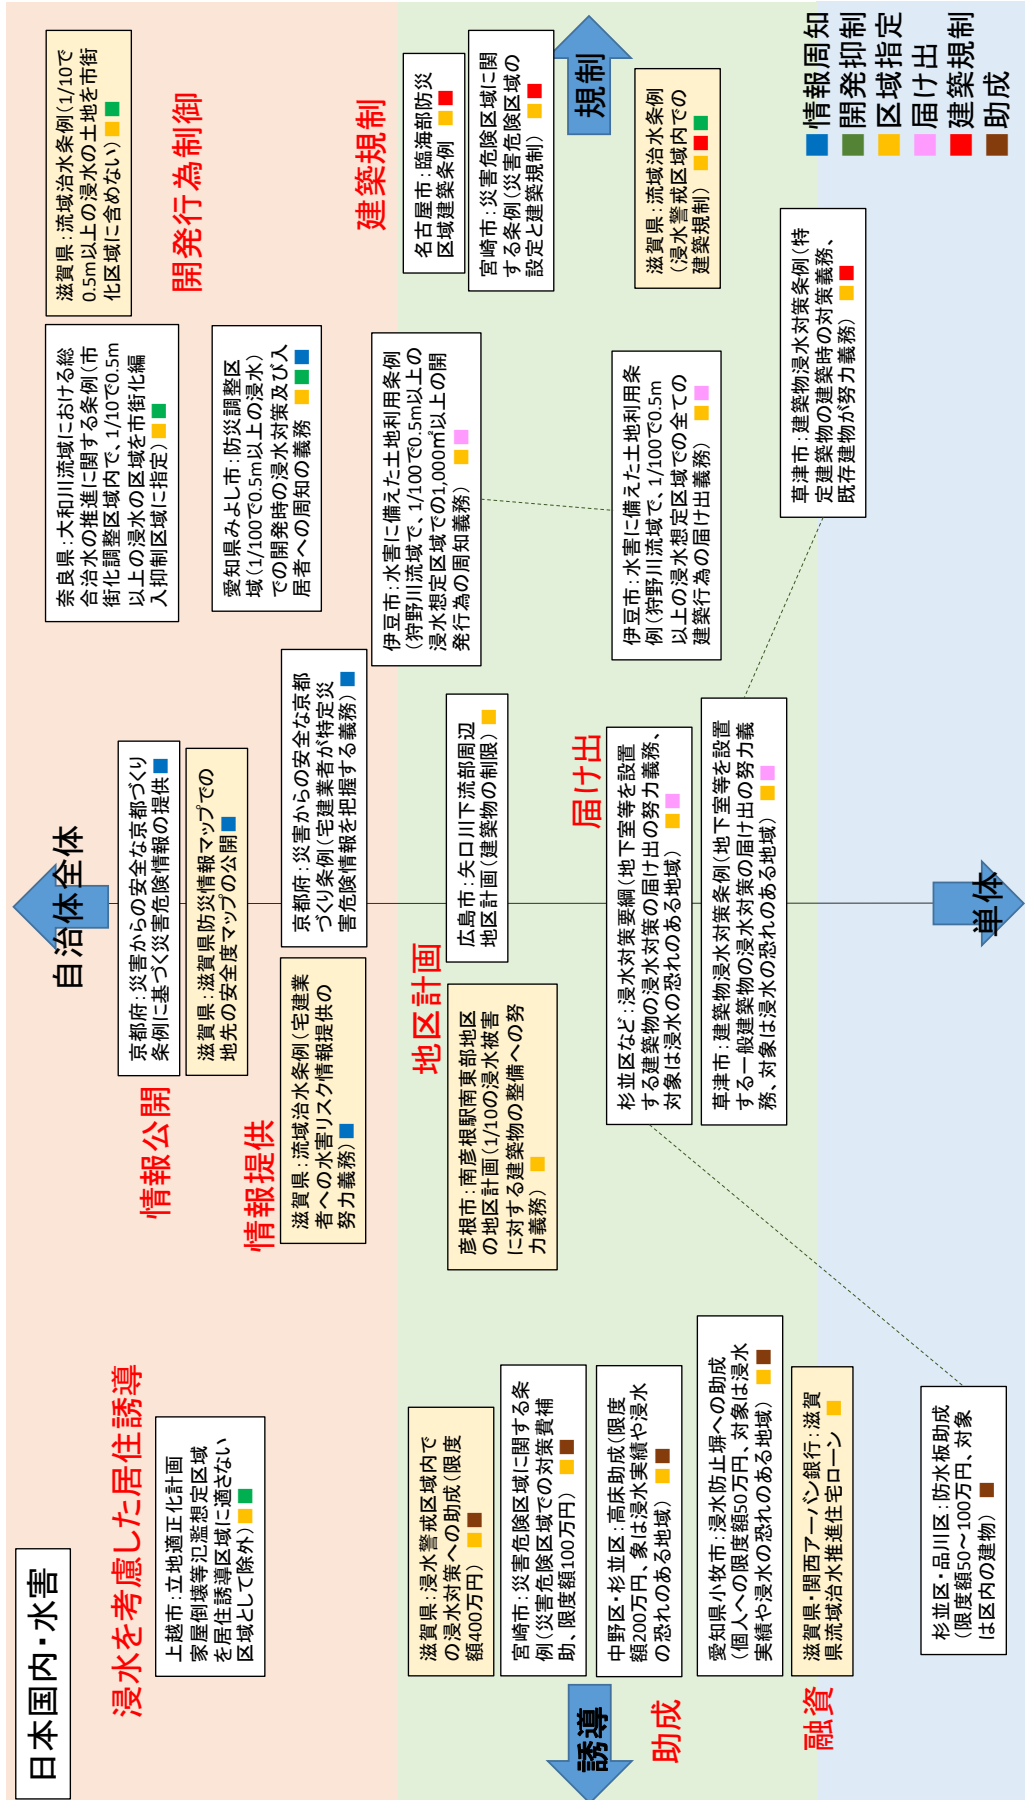 日本国内・水害
自治体全体
浸水を考慮した居住誘導
上越市：立地適正化計画
家屋倒壊等氾濫想定区域
を居住誘導区域に適さない
区域として除外）
情報公開
京都府：災害からの安全な京都づくり
条例に基づく災害危険情報の提供
滋賀県：滋賀県防災情報マップでの
地先の安全度マップの公開
情報提供
滋賀県：流域治水条例（宅建業
者への水害リスク情報提供の
努力義務）
京都府：災害からの安全な京都
づくり条例（宅建業者が特定災
害危険情報を把握する義務）
奈良県：大和川流域における総
合治水の推進に関する条例（市
街化調整区域内で、1/10で0.5m
以上の浸水の区域を市街化編
入抑制区域に指定）
滋賀県：流域治水条例（1/10で
0.5m以上の浸水の土地を市街
化区域に含めない）
開発行為制御
愛知県みよし市：防災調整区
域（1/100で0.5m以上の浸水）
での開発時の浸水対策及び入
居者への周知の義務
伊豆市：水害に備えた土地利用条例
（狩野川流域で、1/100で0.5m以上の
浸水想定区域での1,000㎡以上の開
発行為の周知義務）
建築規制
名古屋市：臨海部防災
区域建築条例
宮崎市：災害危険区域に関
する条例（災害危険区域の
設定と建築規制）
規制
滋賀県：流域治水条例
（浸水警戒区域内での
建築規制）
地区計画
彦根市：南彦根駅南東部地区
の地区計画（1/10の浸水被害
に対する建築物の整備への努
力義務）
広島市：矢口川下流部周辺
地区計画（建築物の制限）
届け出
杉並区など：浸水対策要綱（地下室等を設置
する建築物の浸水対策の届け出の努力義務、
対象は浸水の恐れのある地域）
草津市：建築物浸水対策条例（地下室等を設置
する一般建築物の浸水対策の届け出の努力義
務、対象は浸水の恐れのある地域）
伊豆市：水害に備えた土地利用条
例（狩野川流域で、1/100で0.5m
以上の浸水想定区域での全ての
建築行為の届け出義務）
草津市：建築物浸水対策条例（特
定建築物の建築時の対策義務、
既存建物が努力義務）
滋賀県：浸水警戒区域内で
の浸水対策への助成（限度
額400万円）
宮崎市：災害危険区域に関する条
例（災害危険区域での対策費補
助、限度額100万円）
誘導
中野区・杉並区：高床助成（限度
額200万円、象は浸水実績や浸水
の恐れのある地域）
助成
愛知県小牧市：浸水防止塀への助成
（個人への限度額50万円、対象は浸水
実績や浸水の恐れのある地域）
融資
滋賀県・関西アーバン銀行：滋賀
県流域治水推進住宅ローン
杉並区・品川区：防水板助成
（限度額50～100万円、対象
は区内の建物）
単体
情報周知
開発抑制
区域指定
届け出
建築規制
助成